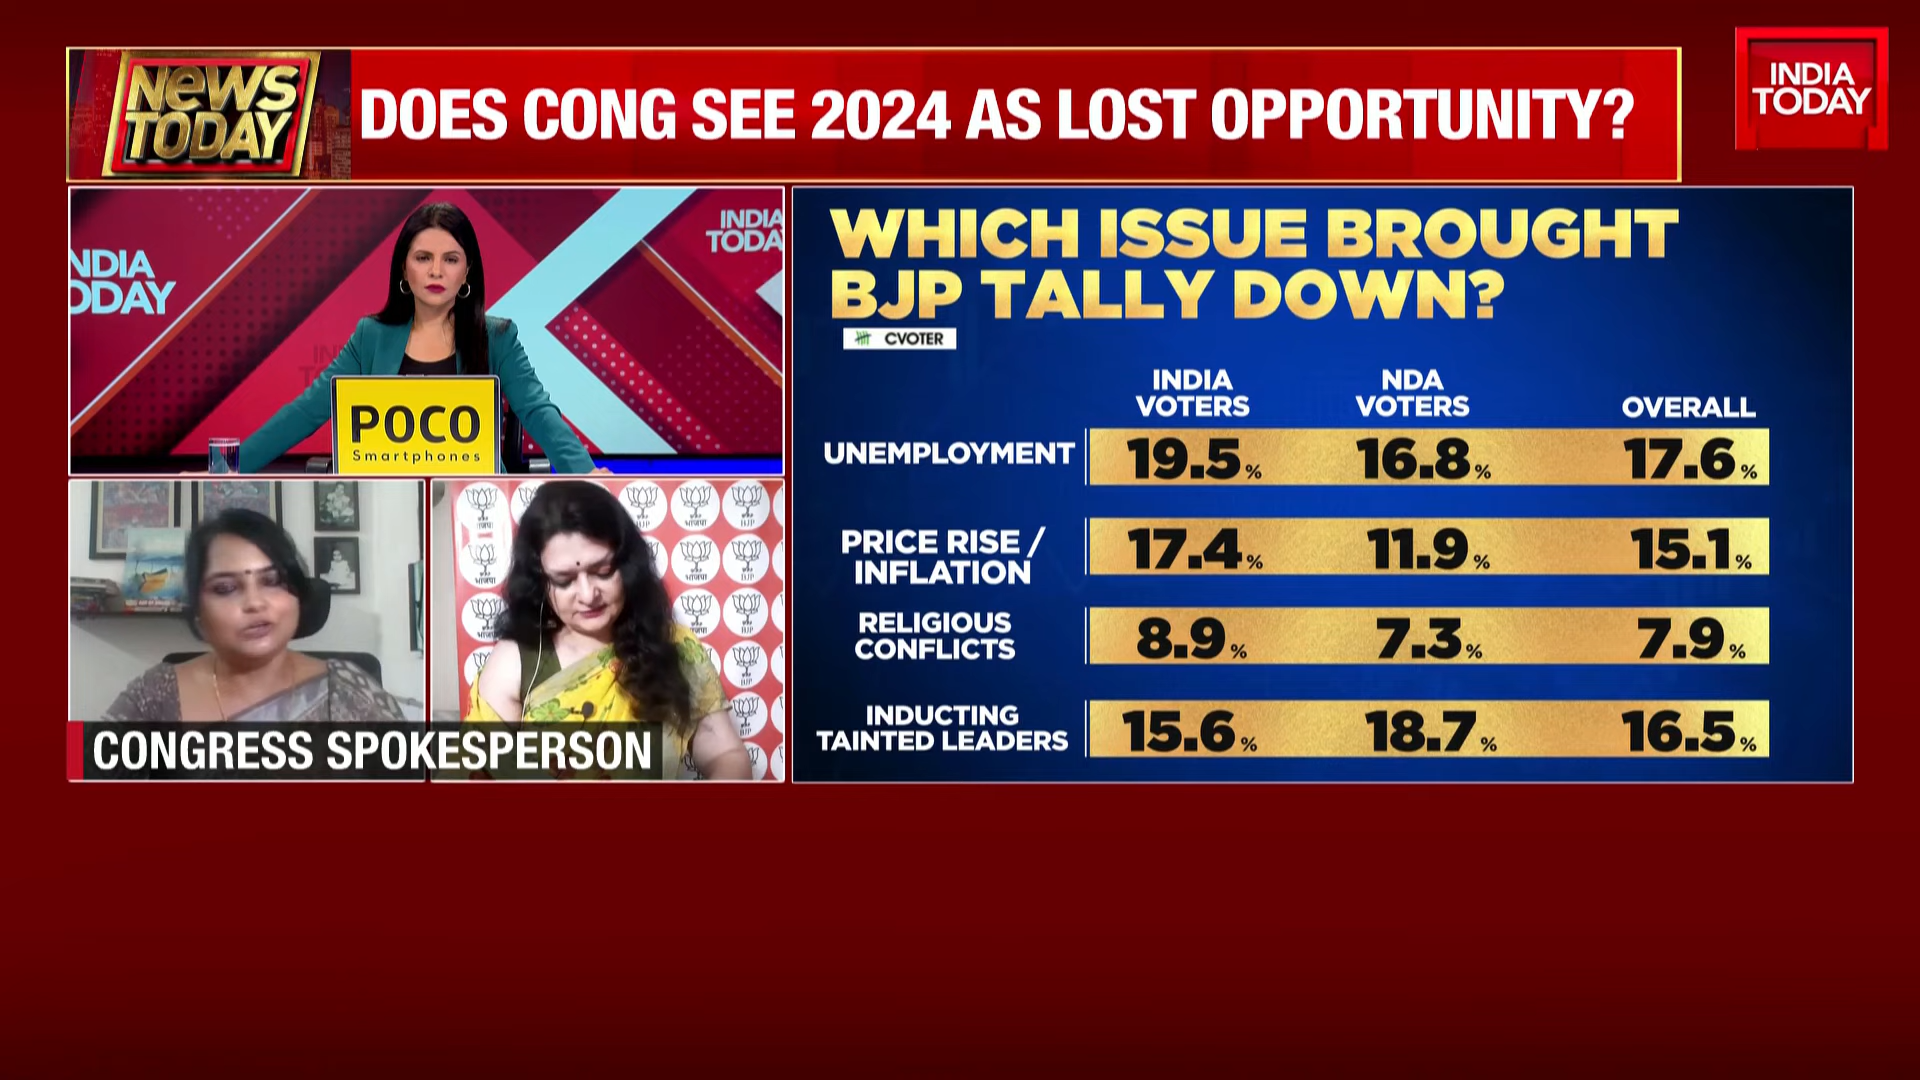 NEWS
TODAY
DOES CONG SEE 2024 AS LOST OPPORTUNITY?
INDIA
TODAY
NDIA
ODAY
INDIA
TODA
POCO
Smartphones
CONGRESS SPOKESPERSON
WHICH ISSUE BROUGHT
BJP TALLY DOWN?
CVOTER
INDIA VOTERS
NDA VOTERS
OVERALL
UNEMPLOYMENT 19.5% 16.8% 17.6%
PRICE RISE / INFLATION 17.4% 11.9% 15.1%
RELIGIOUS CONFLICTS 8.9% 7.3% 7.9%
INDUCTING TAINTED LEADERS 15.6% 18.7% 16.5%